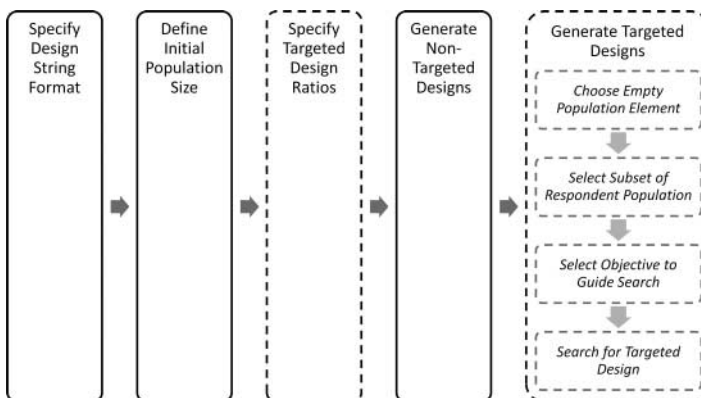 Specify
Design
String
Format
Define
Initial
Population
Size
Specify
Targeted
Design
Ratios
Generate
Non-
Targeted
Designs
Generate Targeted
Designs
Choose Empty
Population Element
Select Subset of
Respondent Population
Select Objective to
Guide Search
Search for Targeted
Design